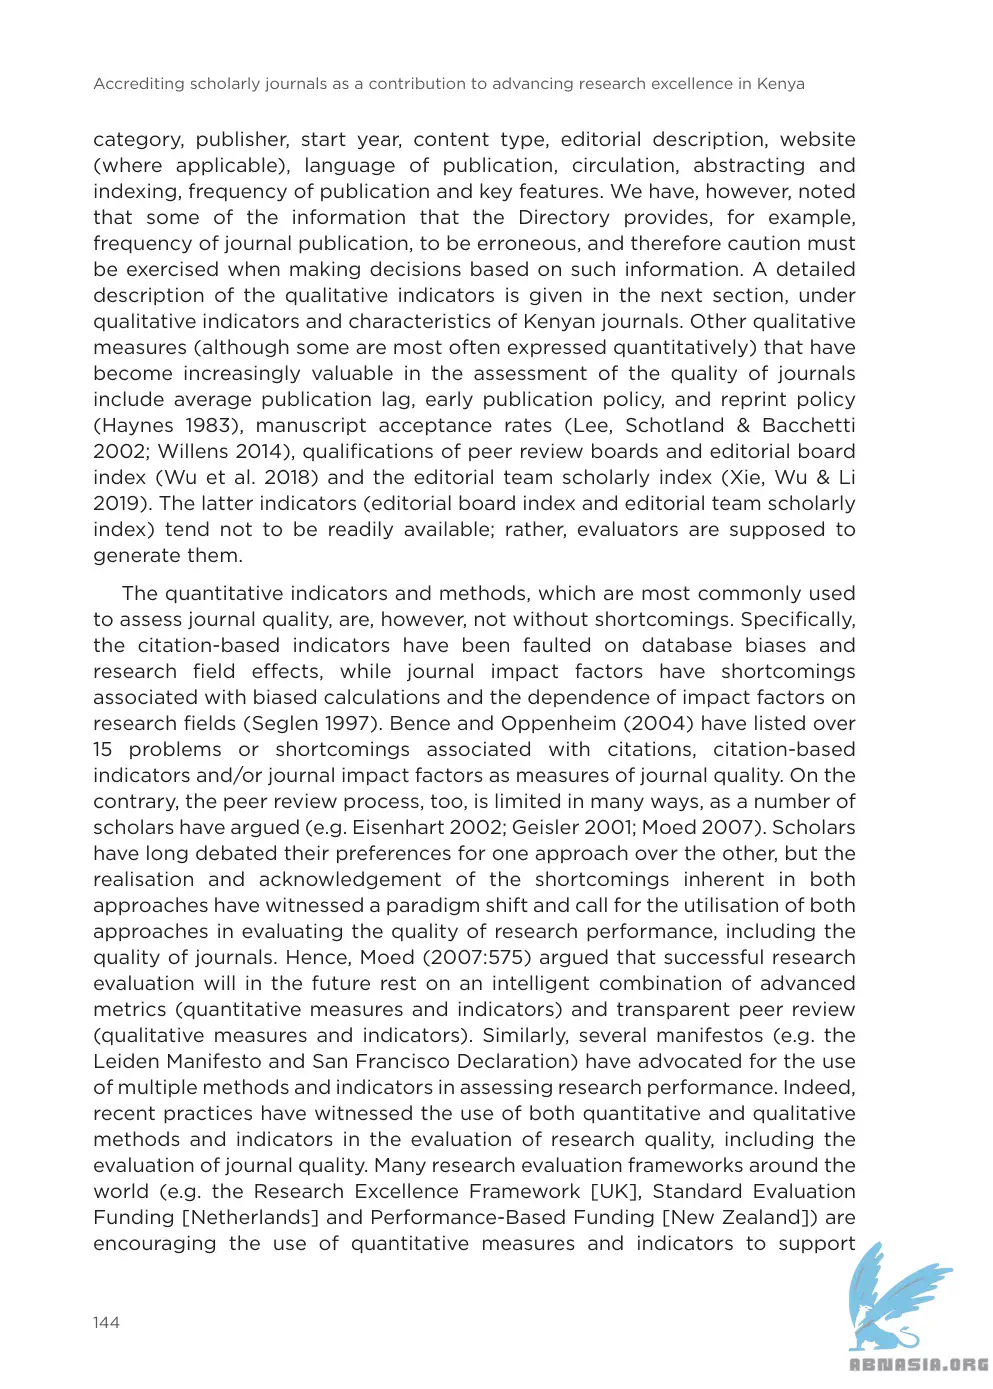 Accrediting scholarly journals as a contribution to advancing research excellence in Kenya
category, publisher, start year, content type, editorial description, website
(where applicable), language of publication, circulation, abstracting and
indexing, frequency of publication and key features. We have, however, noted
that some of the information that the Directory provides, for example,
frequency of journal publication, to be erroneous, and therefore caution must
be exercised when making decisions based on such information. A detailed
description of the qualitative indicators is given in the next section, under
qualitative indicators and characteristics of Kenyan journals. Other qualitative
measures (although some are most often expressed quantitatively) that have
become increasingly valuable in the assessment of the quality of journals
include average publication lag, early publication policy, and reprint policy
(Haynes 1983), manuscript acceptance rates (Lee, Schotland & Bacchetti
2002; Willens 2014), qualifications of peer review boards and editorial board
index (Wu et al. 2018) and the editorial team scholarly index (Xie, Wu & Li
2019). The latter indicators (editorial board index and editorial team scholarly
index) tend not to be readily available; rather, evaluators are supposed to
generate them.
The quantitative indicators and methods, which are most commonly used
to assess journal quality, are, however, not without shortcomings. Specifically,
the citation-based indicators have been faulted on database biases and
research field effects, while journal impact factors have shortcomings
associated with biased calculations and the dependence of impact factors on
research fields (Seglen 1997). Bence and Oppenheim (2004) have listed over
15 problems or shortcomings associated with citations, citation-based
indicators and/or journal impact factors as measures of journal quality. On the
contrary, the peer review process, too, is limited in many ways, as a number of
scholars have argued (e.g. Eisenhart 2002; Geisler 2001; Moed 2007). Scholars
have long debated their preferences for one approach over the other, but the
realisation and acknowledgement of the shortcomings inherent in both
approaches have witnessed a paradigm shift and call for the utilisation of both
approaches in evaluating the quality of research performance, including the
quality of journals. Hence, Moed (2007:575) argued that successful research
evaluation will in the future rest on an intelligent combination of advanced
metrics (quantitative measures and indicators) and transparent peer review
(qualitative measures and indicators). Similarly, several manifestos (e.g. the
Leiden Manifesto and San Francisco Declaration) have advocated for the use
of multiple methods and indicators in assessing research performance. Indeed,
recent practices have witnessed the use of both quantitative and qualitative
methods and indicators in the evaluation of research quality, including the
evaluation of journal quality. Many research evaluation frameworks around the
world (e.g. the Research Excellence Framework [UK], Standard Evaluation
Funding [Netherlands] and Performance-Based Funding [New Zealand]) are
encouraging the use of quantitative measures and indicators to support
144
ABNASIA.ORG